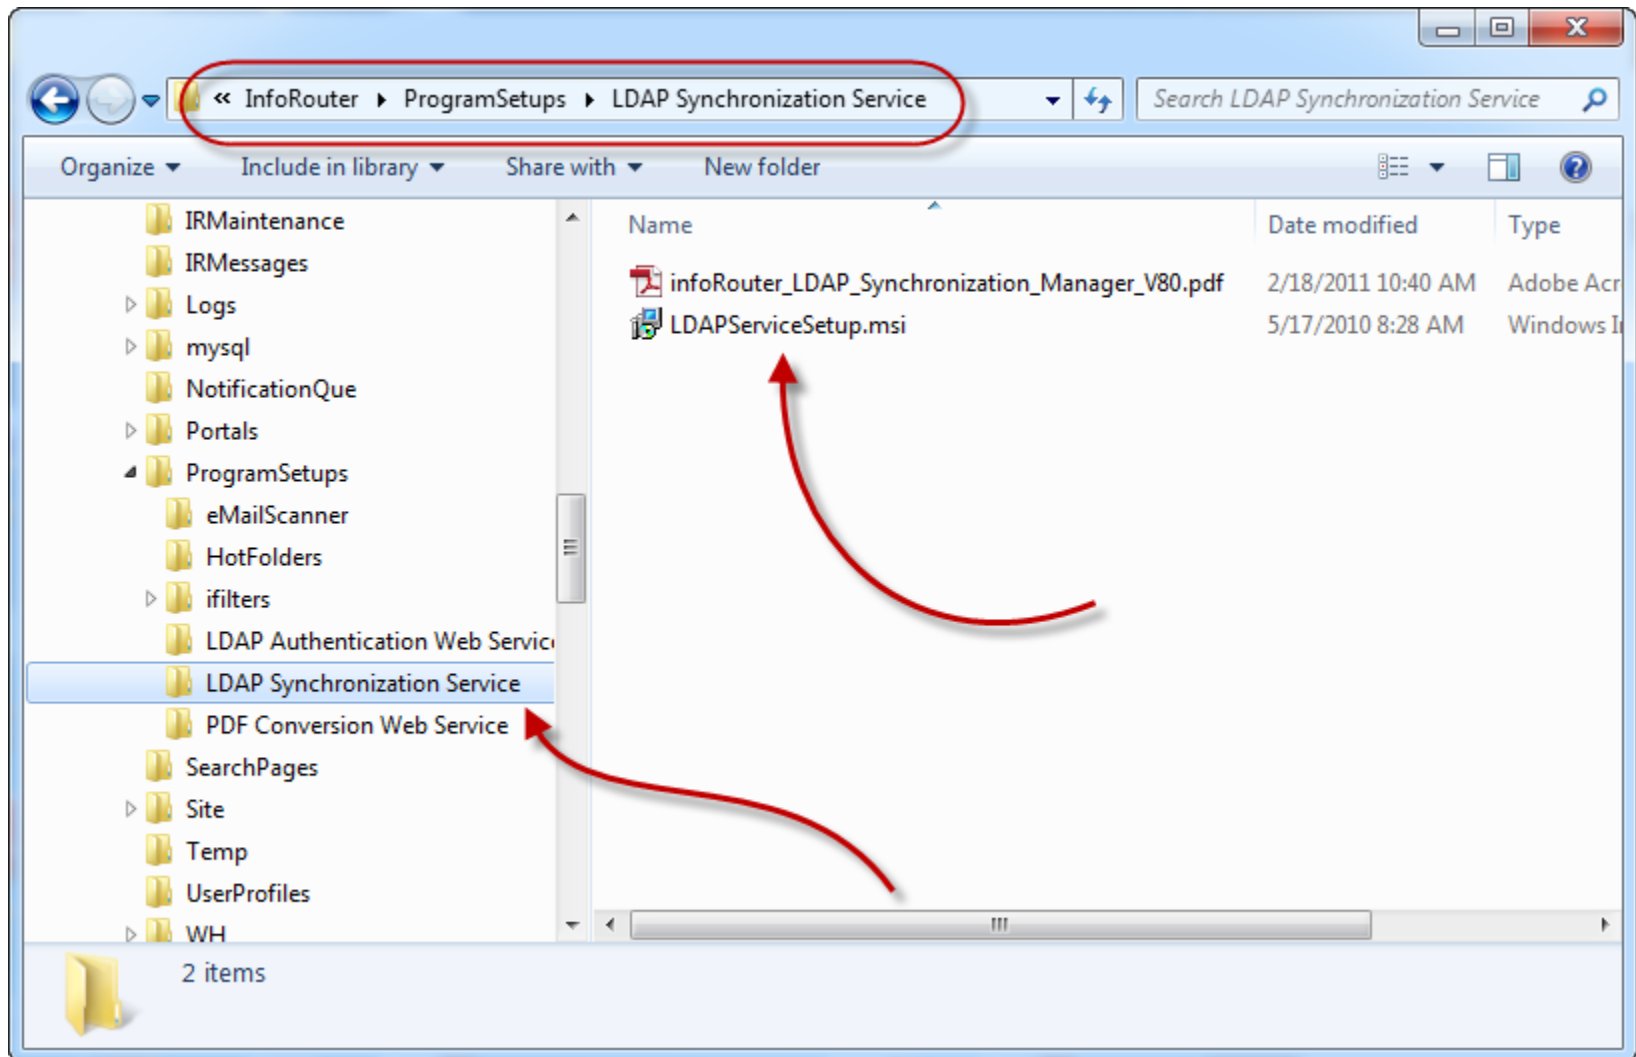 « InfoRouter ▸ ProgramSetups ▸ LDAP Synchronization Service
Search LDAP Synchronization Service
Organize Include in library Share with New folder
IRMaintenance
IRMessages
Logs
mysql
NotificationQue
Portals
ProgramSetups
eMailScanner
HotFolders
ifilters
LDAP Authentication Web Servic
LDAP Synchronization Service
PDF Conversion Web Service
SearchPages
Site
Temp
UserProfiles
WH
Name Date modified Type
infoRouter_LDAP_Synchronization_Manager_V80.pdf 2/18/2011 10:40 AM Adobe Acr
LDAPServiceSetup.msi 5/17/2010 8:28 AM Windows I
2 items